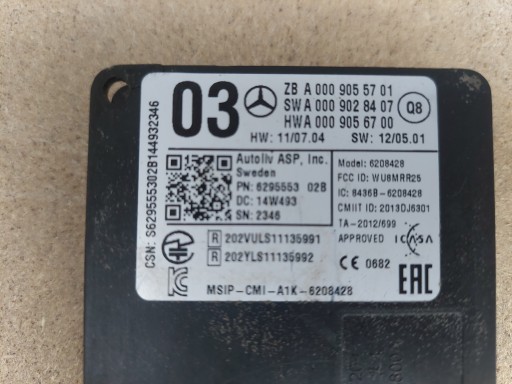 03
ZB A 000 905 57 01
SW A 000 902 84 07
HW A 000 905 67 00
Q8
HW: 11/07.04
SW: 12/05.01
CSN: S629555302B144932346
Autoliv ASP, Inc.
Sweden
PN: 6295553 02B
DC: 14W493
SN: 2346
Model: 6208428
FCC ID: WU8MRR25
IC: 8436B-6208428
CMIIT ID: 2013DJ6301
TA-2012/699
APPROVED ICASA
R 202VULS11135991
R 202YLS11135992
CE 0682
EAC
MSIP-CMI-A1K-6208428